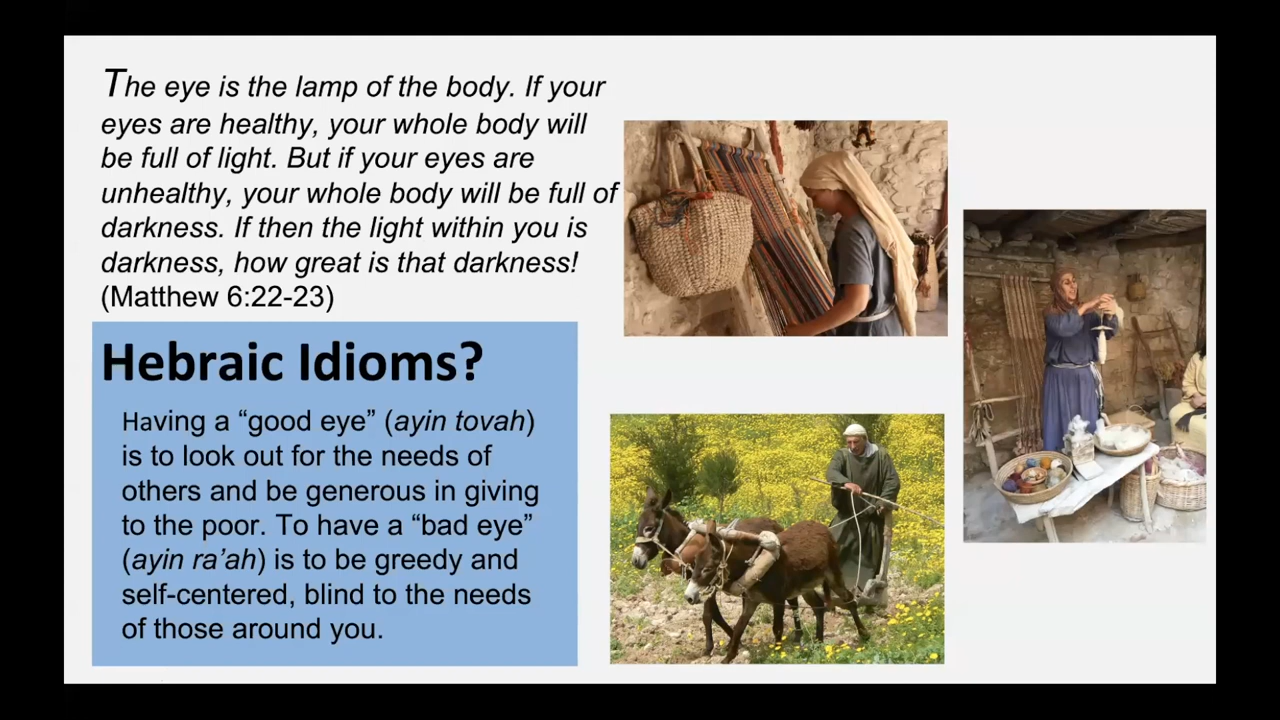 The eye is the lamp of the body. If your
eyes are healthy, your whole body will
be full of light. But if your eyes are
unhealthy, your whole body will be full of
darkness. If then the light within you is
darkness, how great is that darkness!
(Matthew 6:22-23)
Hebraic Idioms?
Having a “good eye” (ayin tovah)
is to look out for the needs of
others and be generous in giving
to the poor. To have a “bad eye”
(ayin ra’ah) is to be greedy and
self-centered, blind to the needs
of those around you.